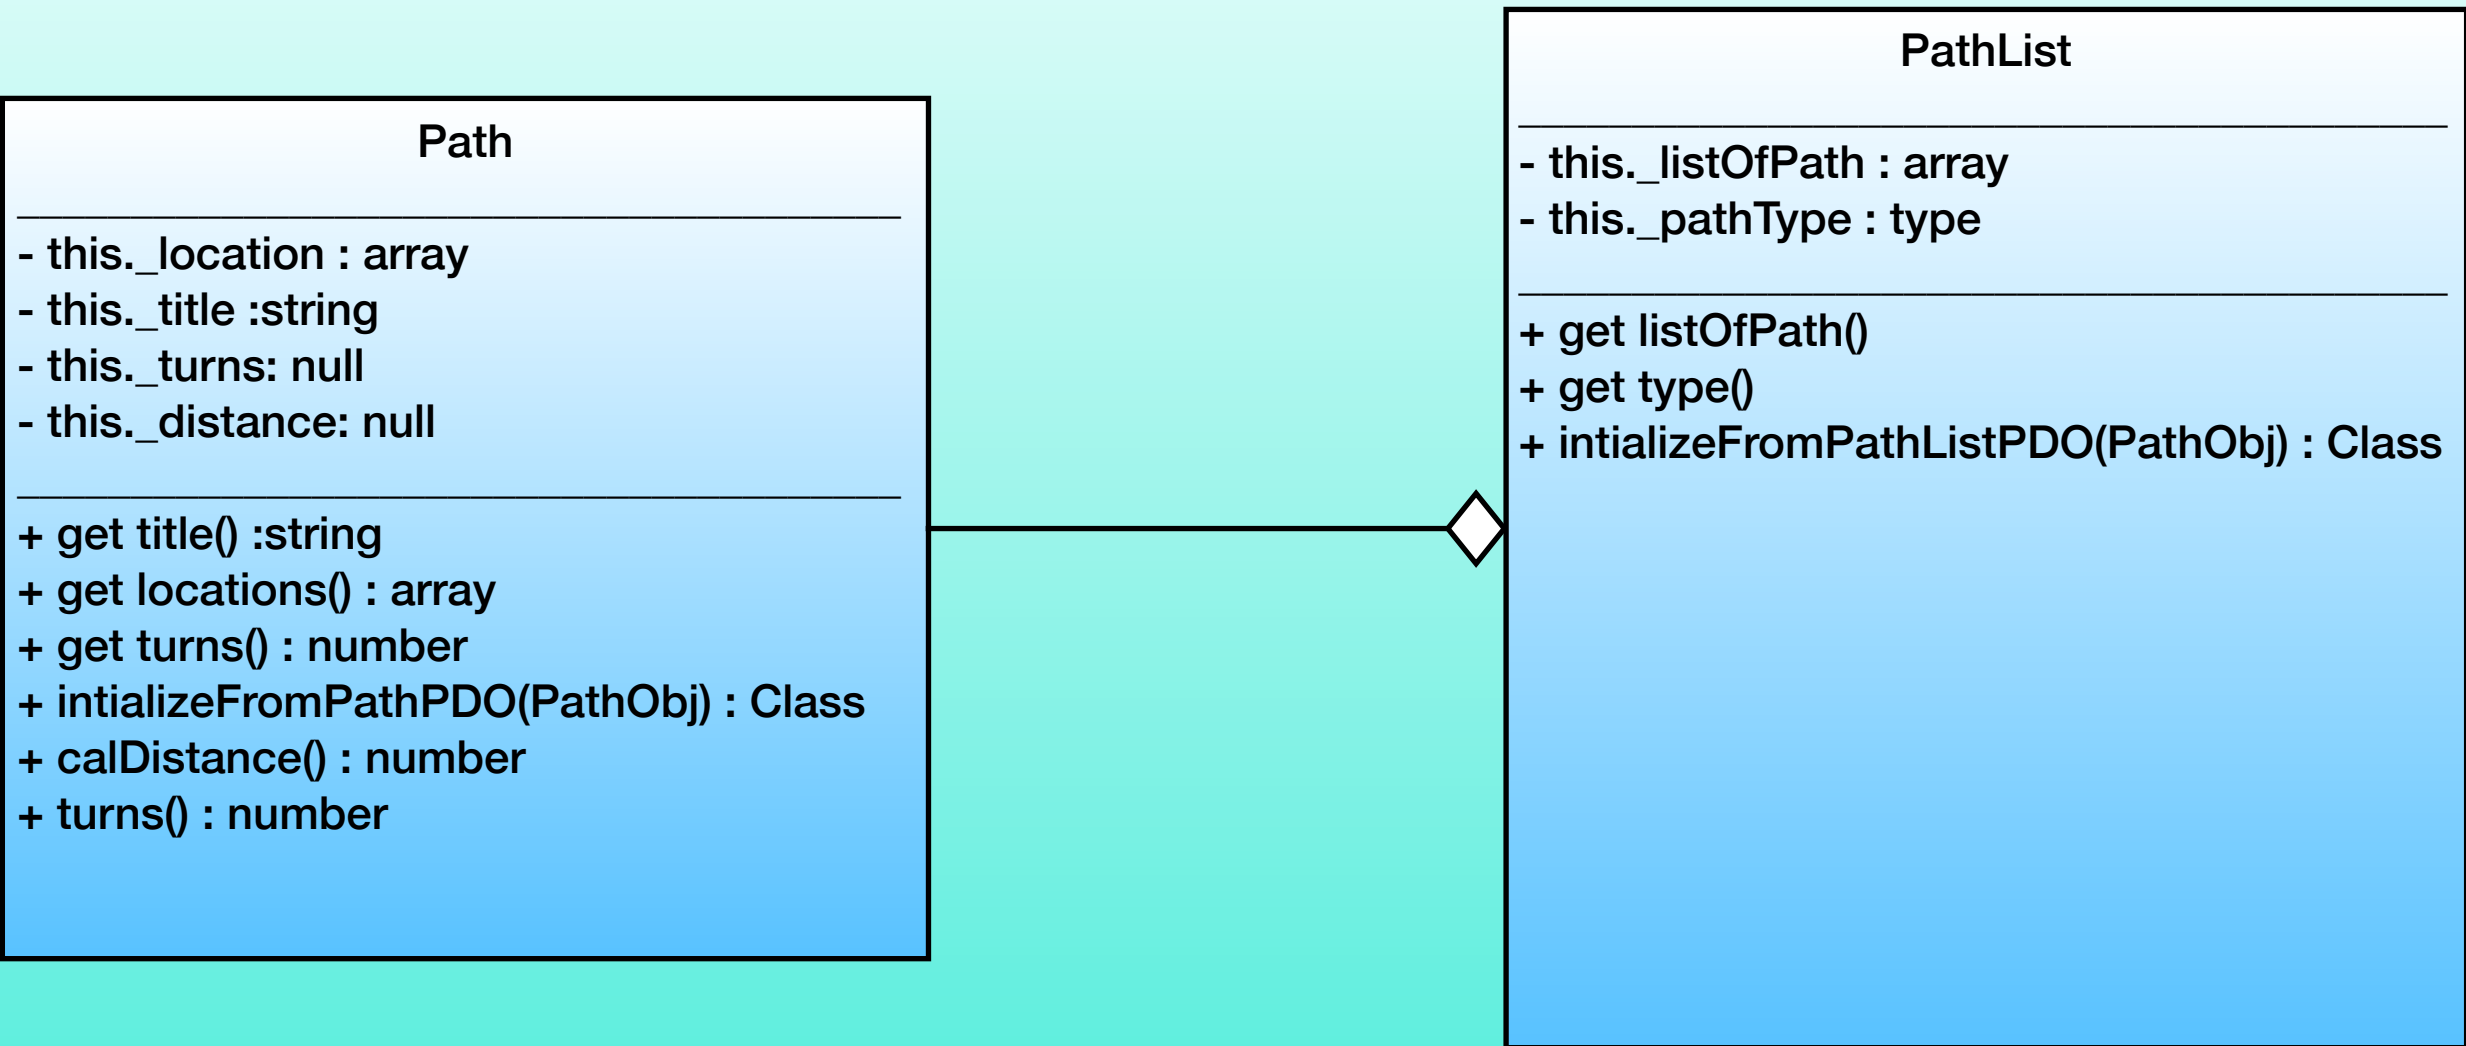 Path
- this._location : array
- this._title :string
- this._turns: null
- this._distance: null
+ get title() :string
+ get locations() : array
+ get turns() : number
+ intializeFromPathPDO(PathObj) : Class
+ calDistance() : number
+ turns() : number
PathList
- this._listOfPath : array
- this._pathType : type
+ get listOfPath()
+ get type()
+ intializeFromPathListPDO(PathObj) : Class